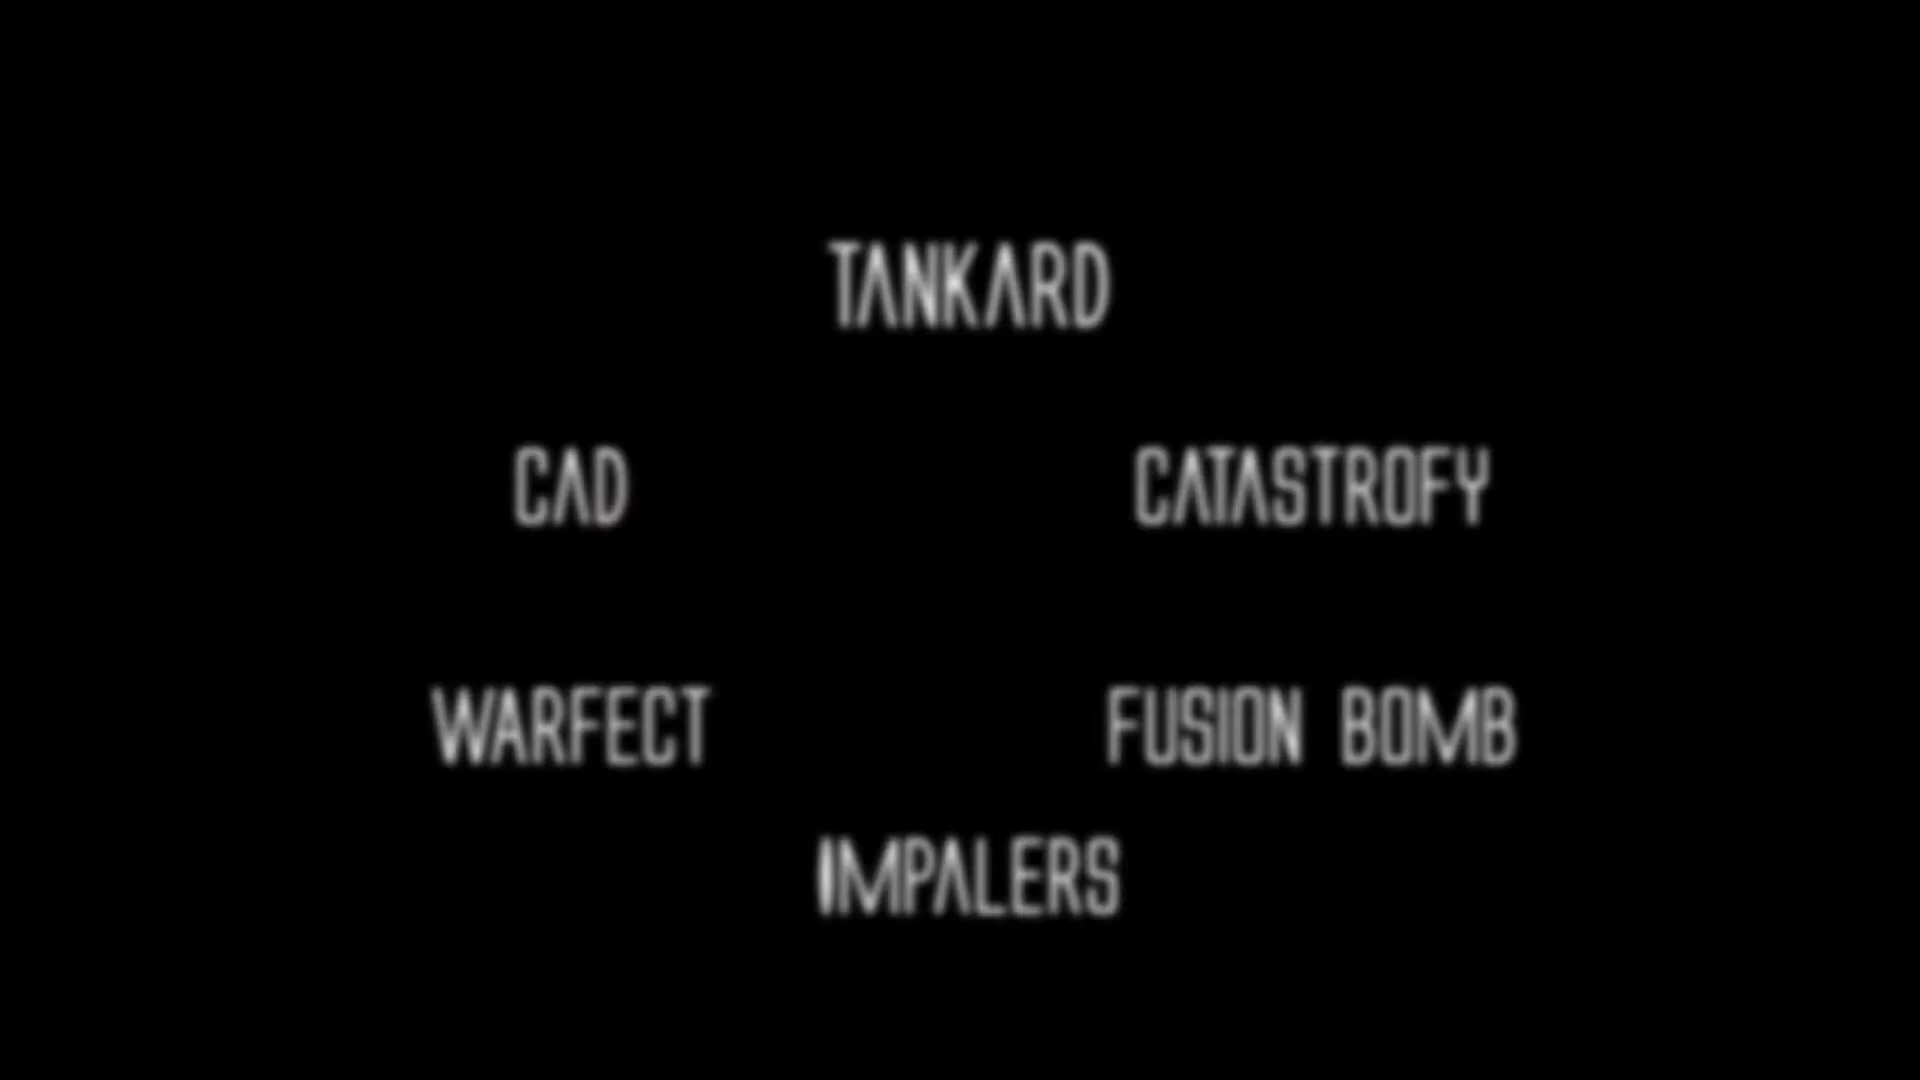 TANKARD
CAD
CATASTROFY
WARFECT
FUSION BOMB
IMPALERS